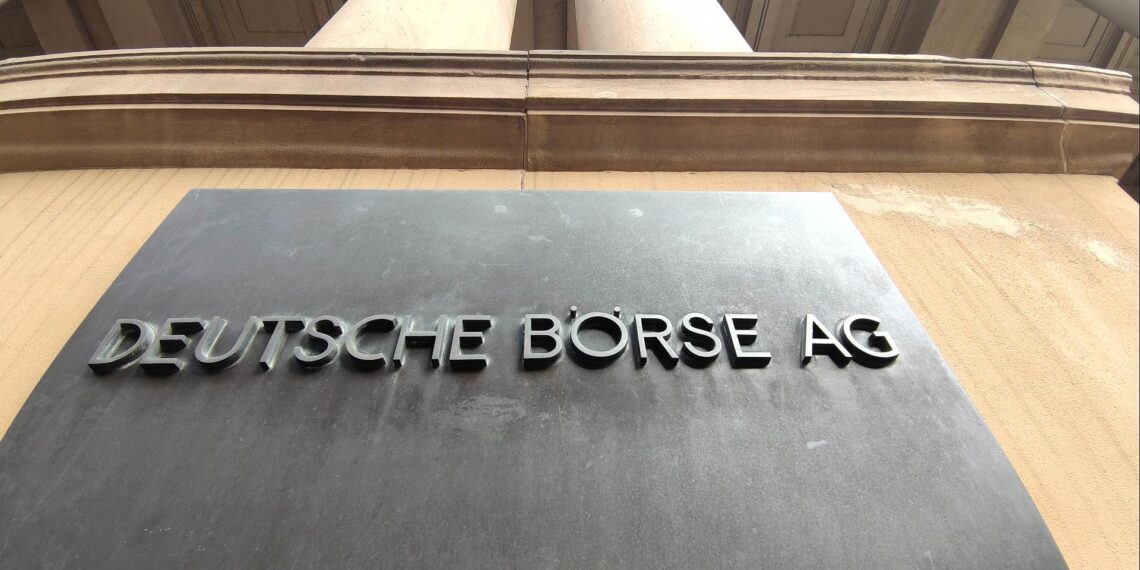 DEUTSCHE BÖRSE AG